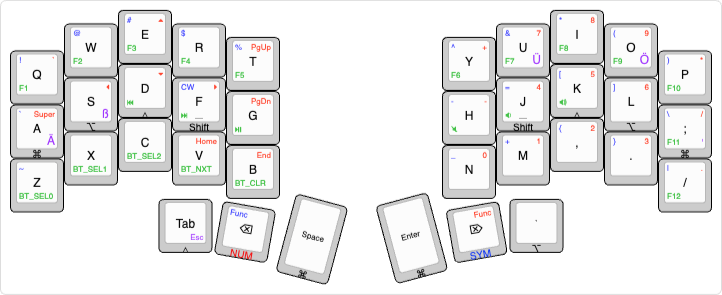 ! ` Q F1
@ W F2
# E F3
$ R F4
% PgUp T F5
^ + Y F6
& 7 U F7 Ü
* 8 I F8
( 9 O F9 Ö
) * P F10
` Super A Ä ⌘
S ß ⌥
D ⏮ ^
CW F ⏭ Shift
PgDn G ⏯
- H -
= 4 J Shift
[ 5 K ^
] 6 L ⌥
\ / ; F11 " ⌘
~ Z BT_SEL0
X BT_SEL1
C BT_SEL2
Home V BT_NXT
End B BT_CLR
_ 0 N
+ 1 M
{ 2 ,
} 3 .
| . / F12
Tab Esc ^
Func ⌫ NUM
Space ⌘
Enter ⌘
Func ⌦ SYM
⌥